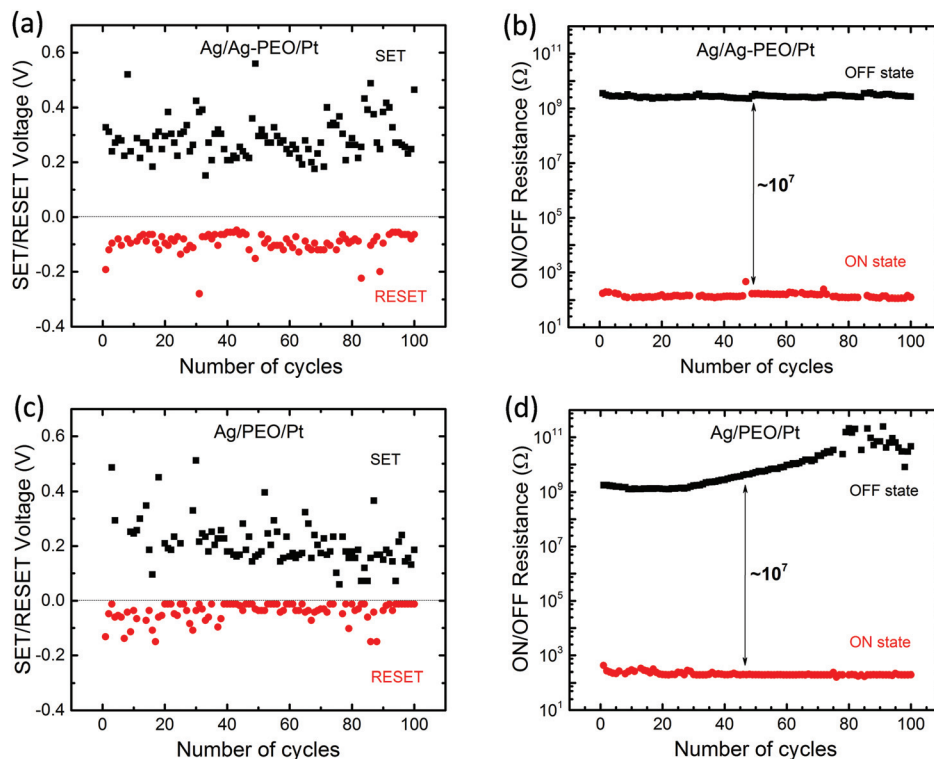 (a)
Ag/Ag-PEO/Pt
SET
RESET
SET/RESET Voltage (V)
0.6
0.4
0.2
0.0
-0.2
-0.4
0 20 40 60 80 100
Number of cycles
(b)
Ag/Ag-PEO/Pt
OFF state
~10⁷
ON state
ON/OFF Resistance (Ω)
10¹¹
10⁹
10⁷
10⁵
10³
10¹
0 20 40 60 80 100
Number of cycles
(c)
Ag/PEO/Pt
SET
RESET
SET/RESET Voltage (V)
0.6
0.4
0.2
0.0
-0.2
-0.4
0 20 40 60 80 100
Number of cycles
(d)
Ag/PEO/Pt
OFF state
~10⁷
ON state
ON/OFF Resistance (Ω)
10¹¹
10⁹
10⁷
10⁵
10³
10¹
0 20 40 60 80 100
Number of cycles